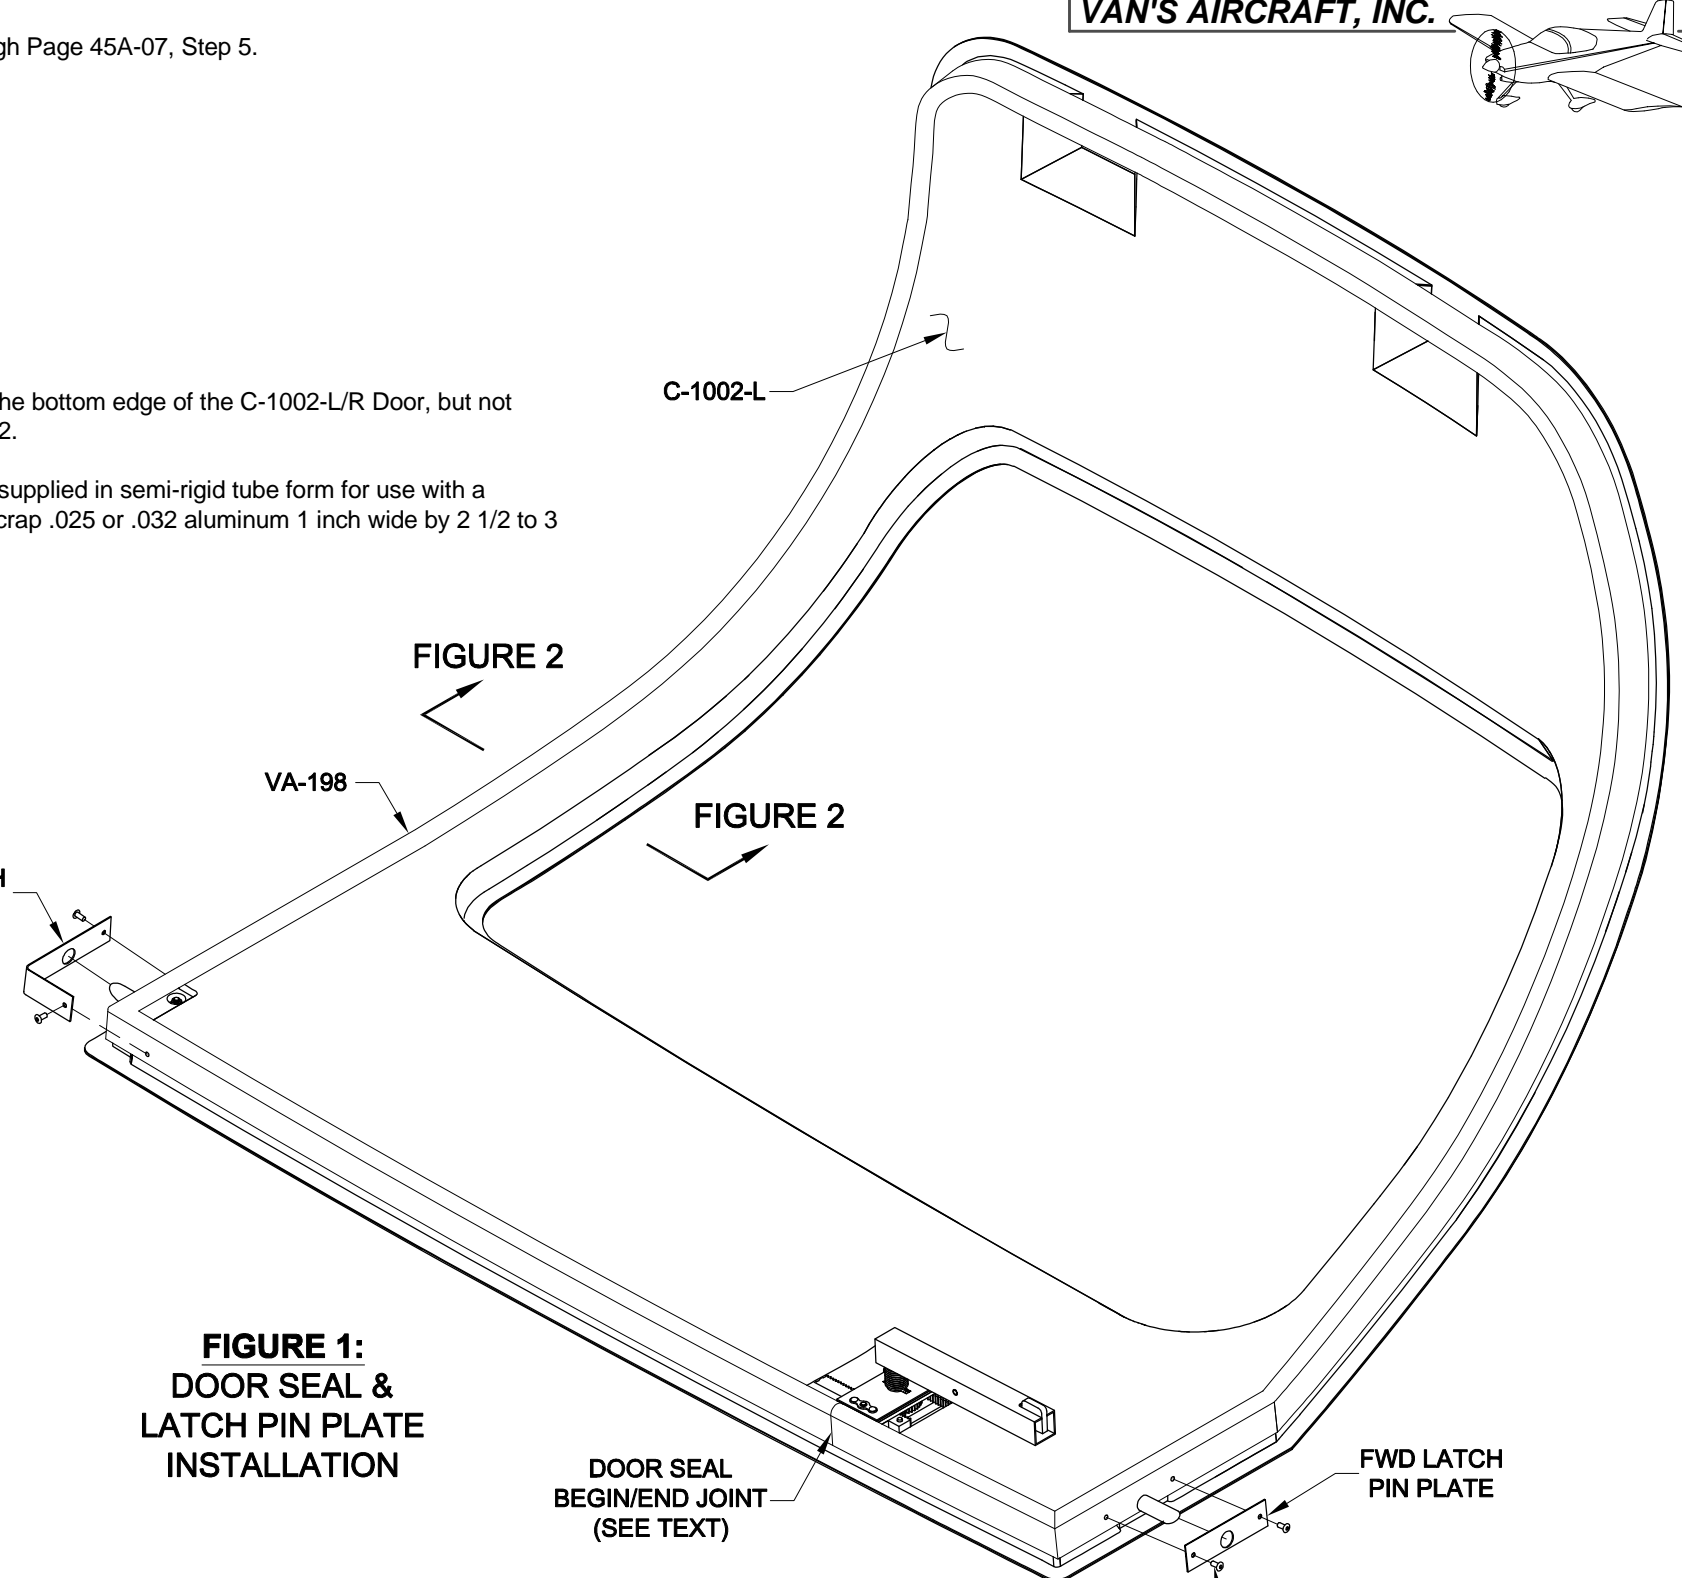 VAN'S AIRCRAFT, INC.
gh Page 45A-07, Step 5.
he bottom edge of the C-1002-L/R Door, but not
2.
supplied in semi-rigid tube form for use with a
crap .025 or .032 aluminum 1 inch wide by 2 1/2 to 3
C-1002-L
FIGURE 2
VA-198
FIGURE 2
H
FIGURE 1:
DOOR SEAL &
LATCH PIN PLATE
INSTALLATION
DOOR SEAL
BEGIN/END JOINT
(SEE TEXT)
FWD LATCH
PIN PLATE